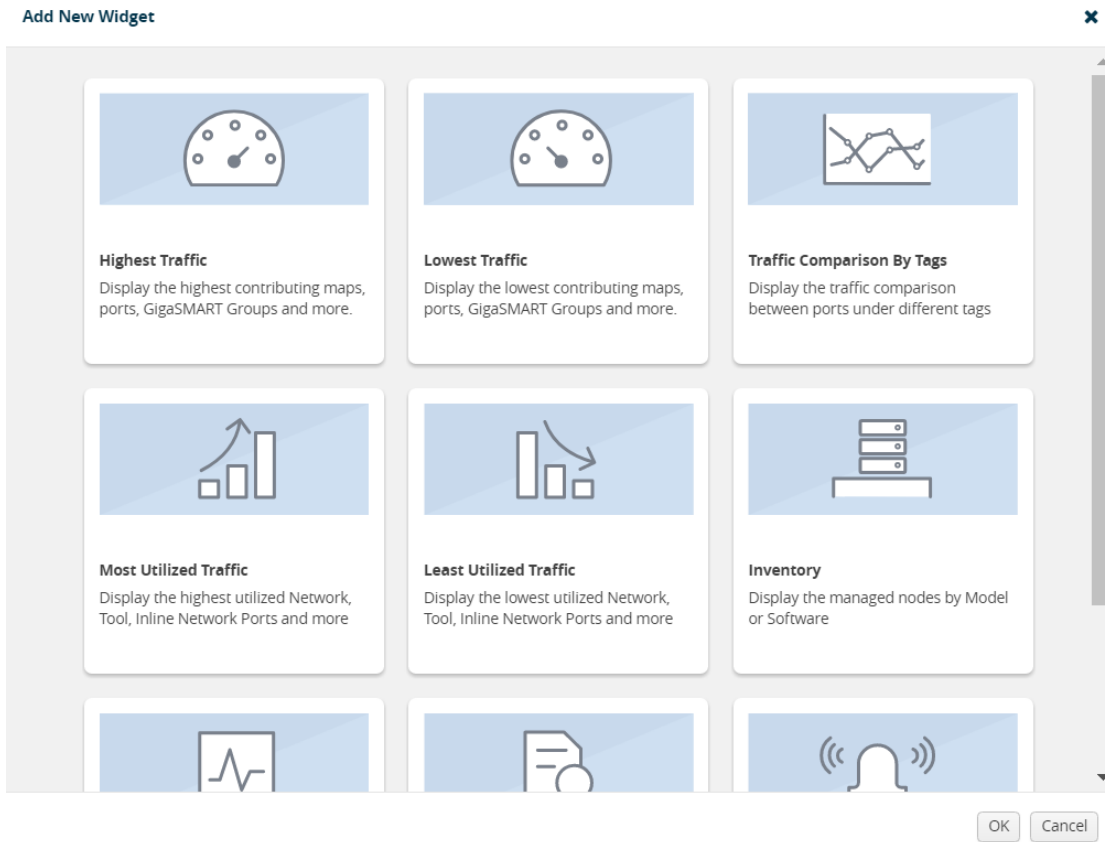 Add New Widget
Highest Traffic
Display the highest contributing maps,
ports, GigaSMART Groups and more.
Lowest Traffic
Display the lowest contributing maps,
ports, GigaSMART Groups and more.
Traffic Comparison By Tags
Display the traffic comparison
between ports under different tags
Most Utilized Traffic
Display the highest utilized Network,
Tool, Inline Network Ports and more
Least Utilized Traffic
Display the lowest utilized Network,
Tool, Inline Network Ports and more
Inventory
Display the managed nodes by Model
or Software
OK
Cancel